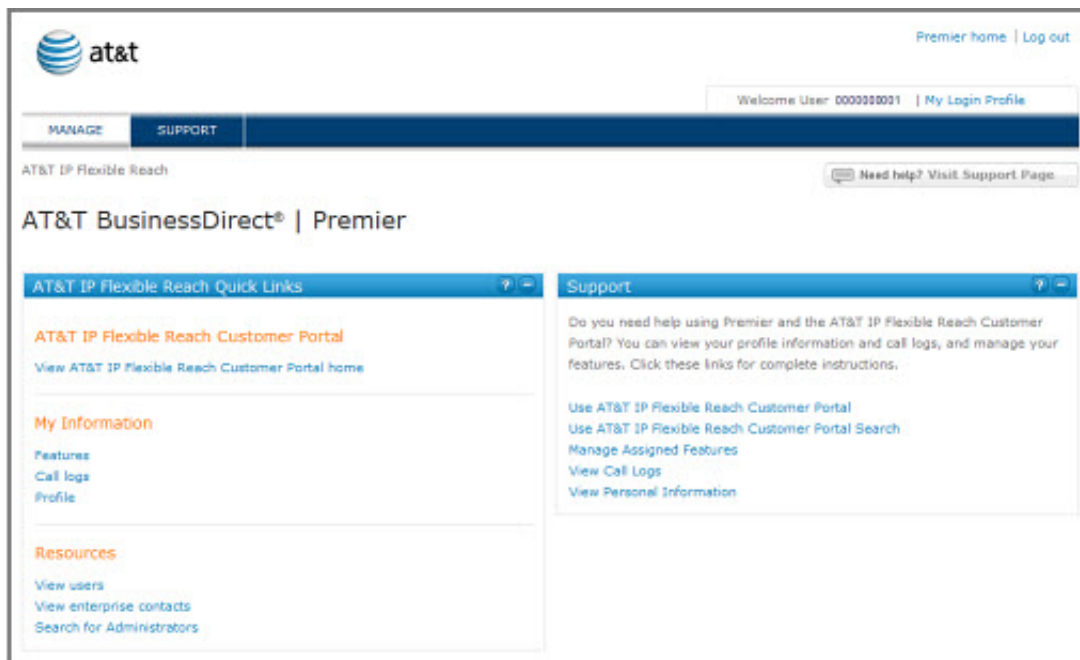 at&t
Premier home | Log out
Welcome User 0000000001 | My Login Profile
MANAGE SUPPORT
AT&T IP Flexible Reach
Need help? Visit Support Page
AT&T BusinessDirect® | Premier
AT&T IP Flexible Reach Quick Links
AT&T IP Flexible Reach Customer Portal
View AT&T IP Flexible Reach Customer Portal home
My Information
Features
Call logs
Profile
Resources
View users
View enterprise contacts
Search for Administrators
Support
Do you need help using Premier and the AT&T IP Flexible Reach Customer
Portal? You can view your profile information and call logs, and manage your
features. Click these links for complete instructions.
Use AT&T IP Flexible Reach Customer Portal
Use AT&T IP Flexible Reach Customer Portal Search
Manage Assigned Features
View Call Logs
View Personal Information